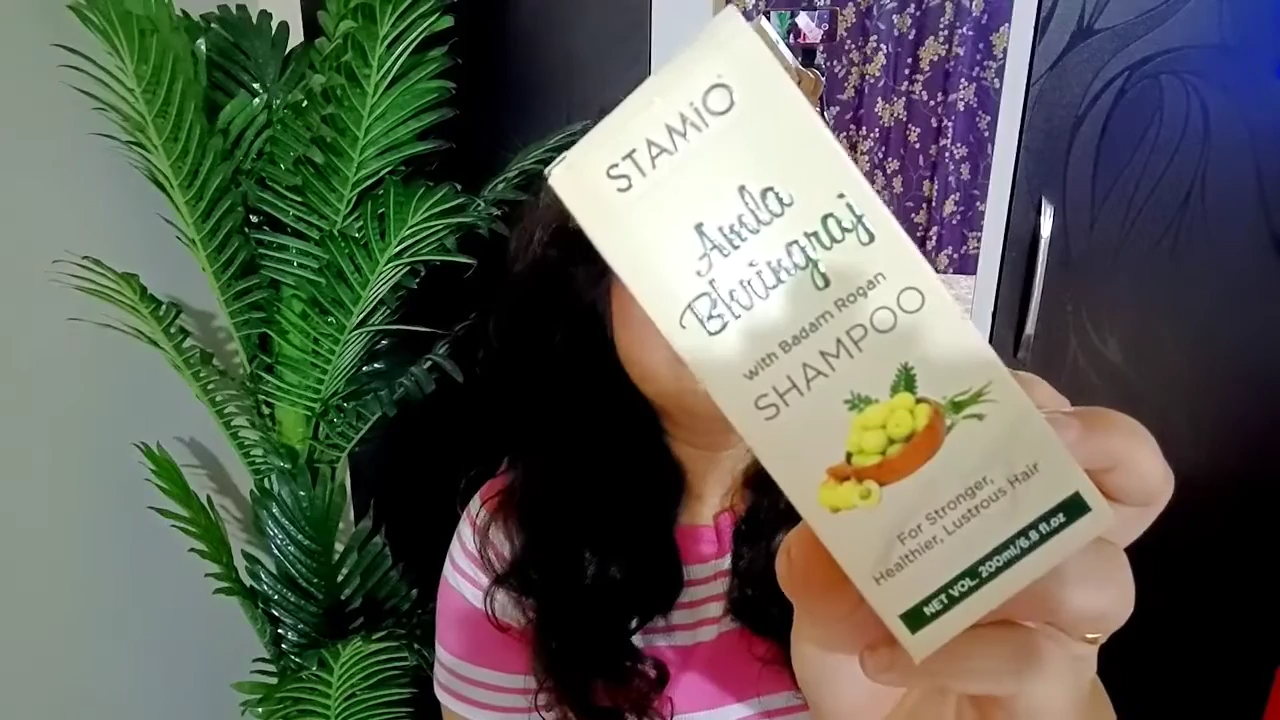 STAMiO
Amla
Bhringraj
with Badam Rogan
SHAMPOO
For Stronger,
Healthier, Lustrous Hair
NET VOL. 200ml/6.8 fl.oz